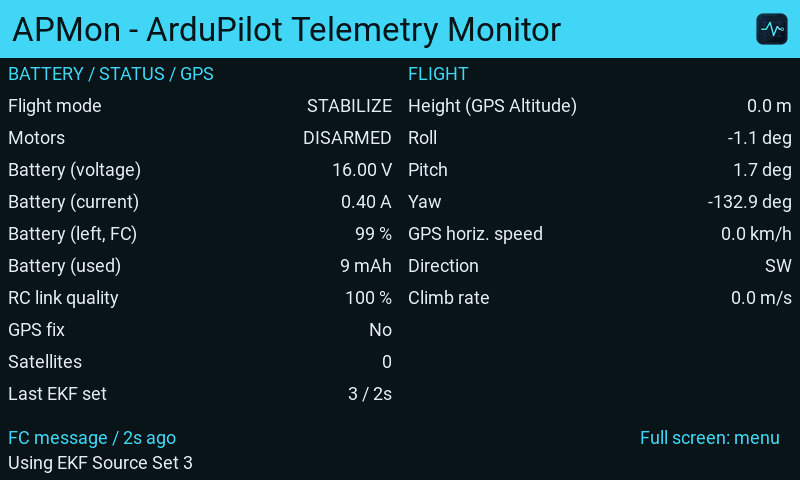 APMon - ArduPilot Telemetry Monitor
BATTERY / STATUS / GPS
Flight mode STABILIZE
Motors DISARMED
Battery (voltage) 16.00 V
Battery (current) 0.40 A
Battery (left, FC) 99 %
Battery (used) 9 mAh
RC link quality 100 %
GPS fix No
Satellites 0
Last EKF set 3 / 2s
FLIGHT
Height (GPS Altitude) 0.0 m
Roll -1.1 deg
Pitch 1.7 deg
Yaw -132.9 deg
GPS horiz. speed 0.0 km/h
Direction SW
Climb rate 0.0 m/s
FC message / 2s ago
Using EKF Source Set 3
Full screen: menu